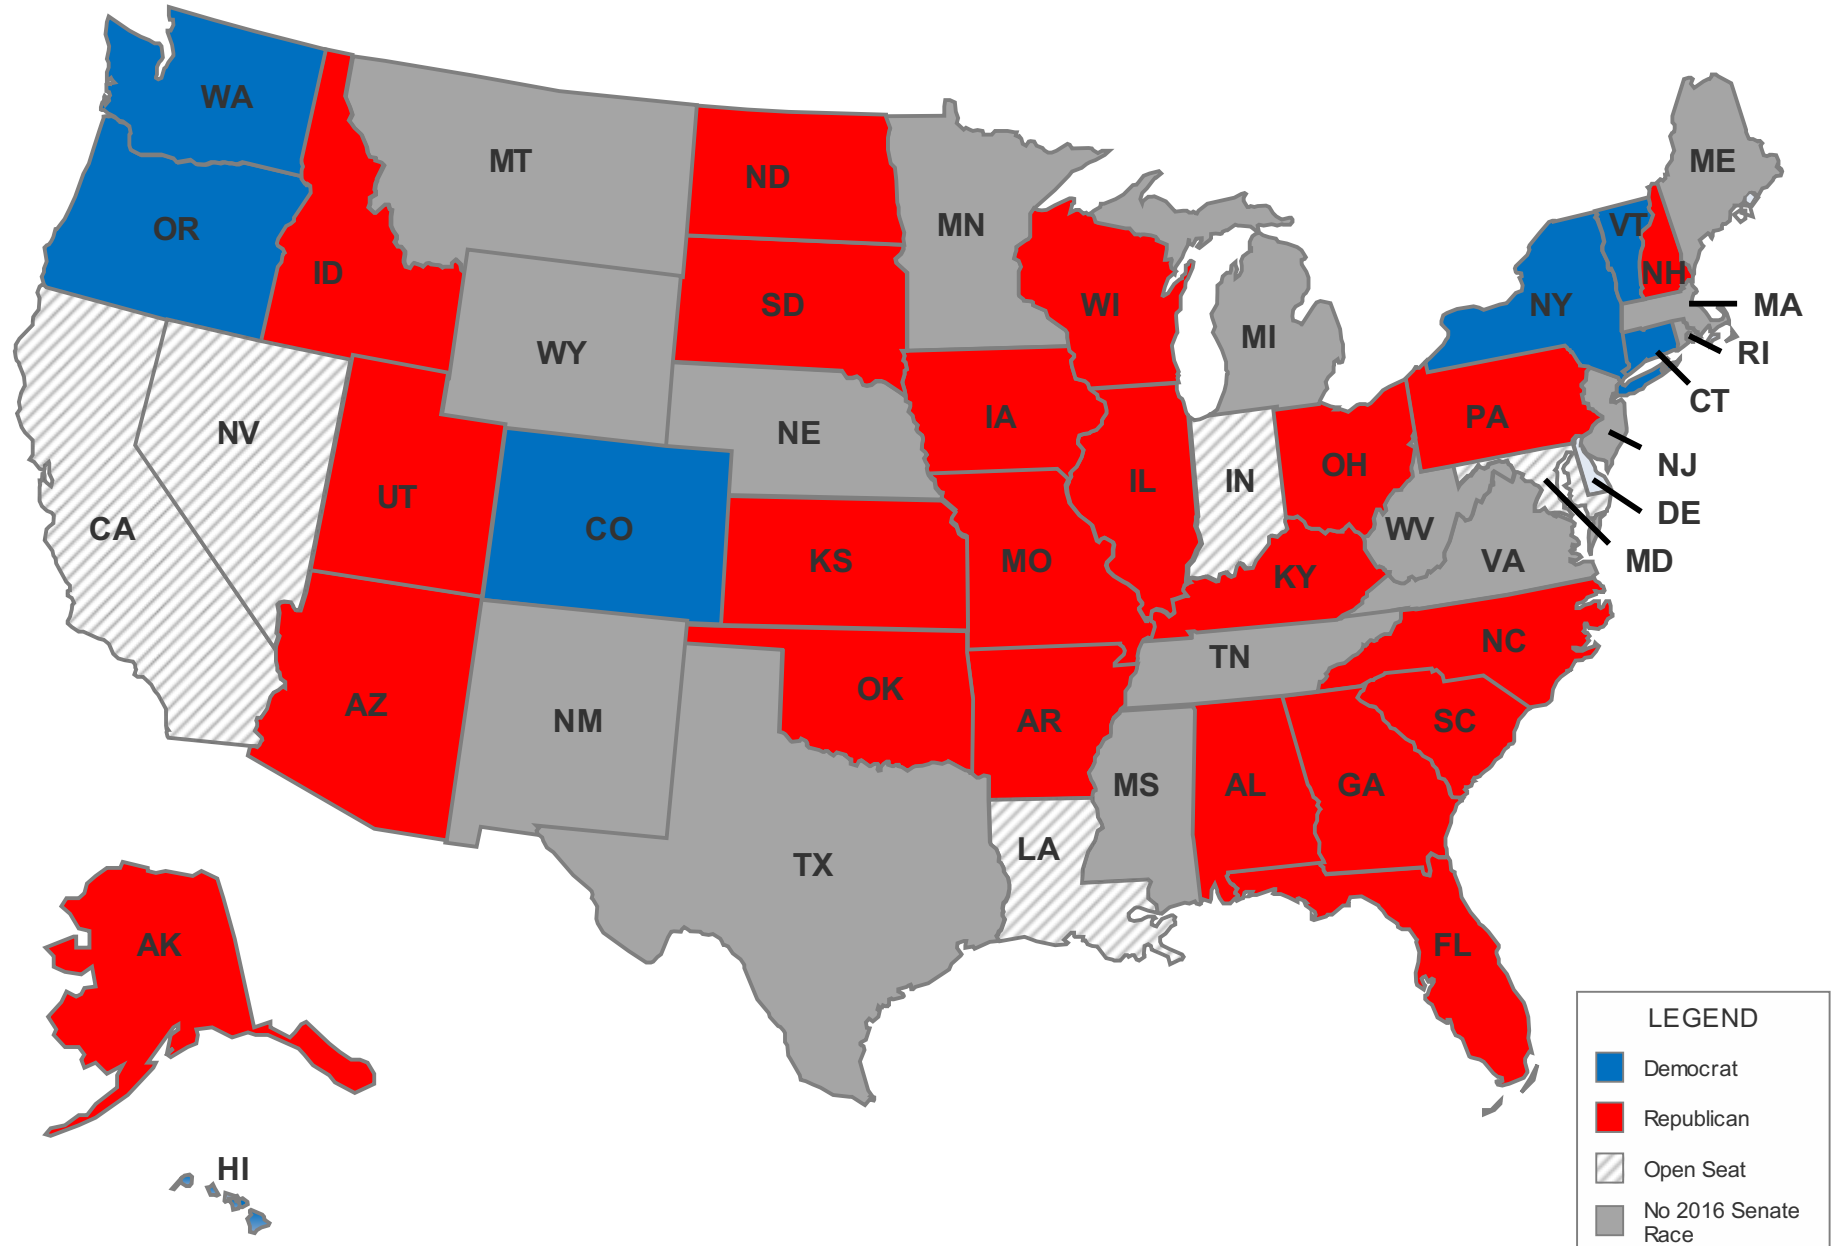 WA
MT
ND
ME
MN
OR
VT
ID
NH
SD
WI
NY
MA
MI
WY
RI
CT
IA
PA
NV
NE
OH
NJ
UT
IL
IN
DE
CA
CO
WV
KS
MO
VA
MD
KY
NC
TN
OK
AZ
NM
AR
SC
MS
AL
GA
LA
TX
AK
FL
HI
LEGEND
Democrat
Republican
Open Seat
No 2016 Senate
Race